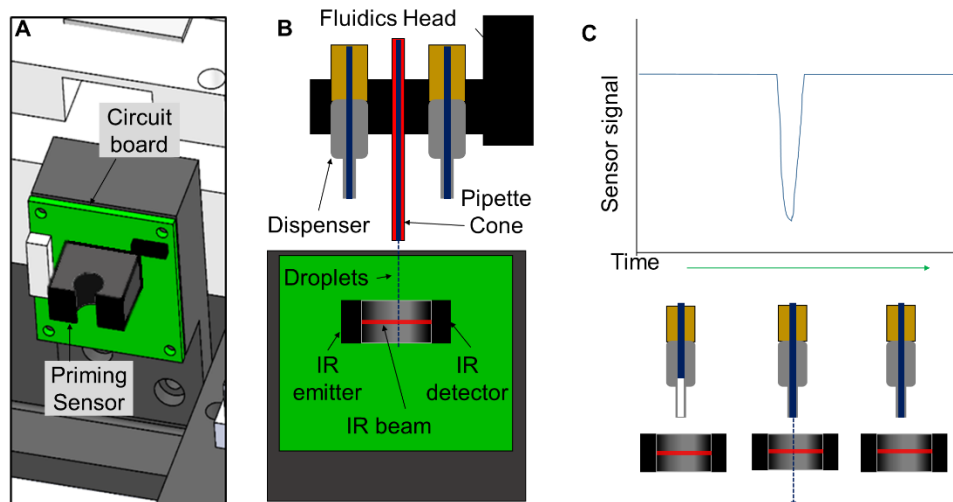 A
Circuit
board
Priming
Sensor
B
Fluidics Head
Dispenser
Pipette
Cone
Droplets
IR
emitter
IR
detector
IR beam
C
Sensor signal
Time